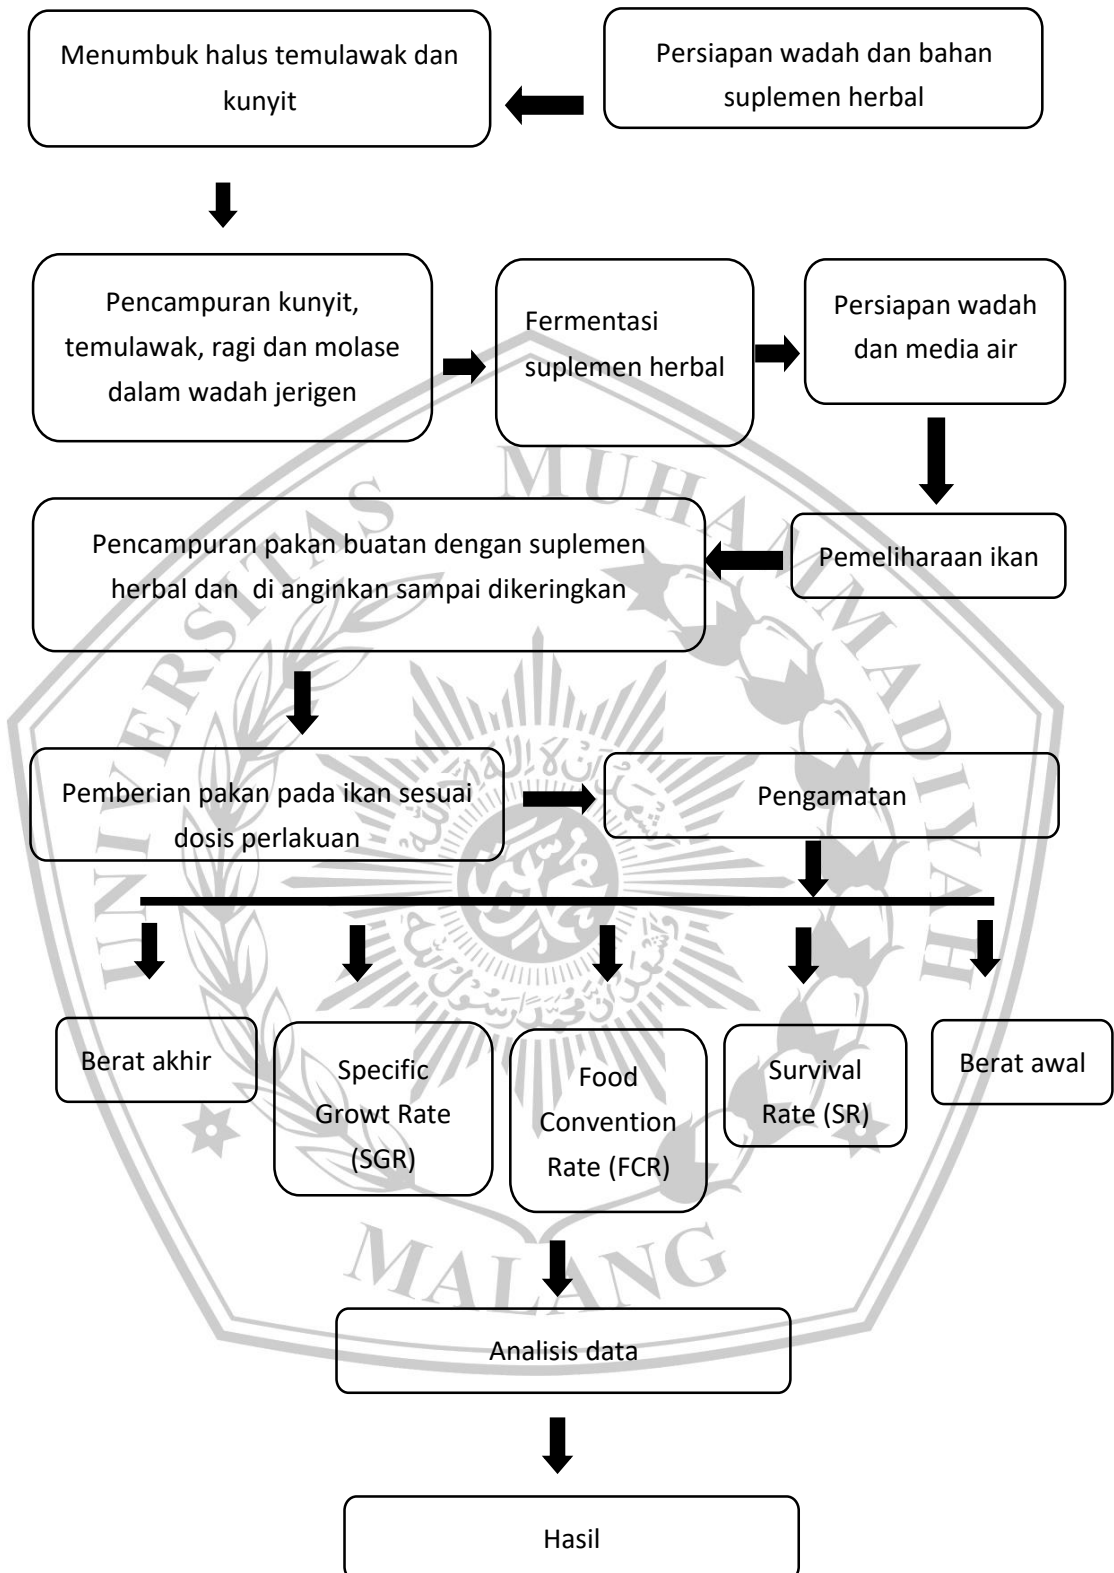 Persiapan wadah dan bahan
suplemen herbal
Menumbuk halus temulawak dan
kunyit
Pencampuran kunyit,
temulawak, ragi dan molase
dalam wadah jerigen
Fermentasi
suplemen herbal
Persiapan wadah
dan media air
Pemeliharaan ikan
Pencampuran pakan buatan dengan suplemen
herbal dan di anginkan sampai dikeringkan
Pemberian pakan pada ikan sesuai
dosis perlakuan
Pengamatan
Berat akhir
Specific
Growt Rate
(SGR)
Food
Convention
Rate (FCR)
Survival
Rate (SR)
Berat awal
Analisis data
Hasil
UNIVERSITAS MUHAMMADIYAH
MALANG